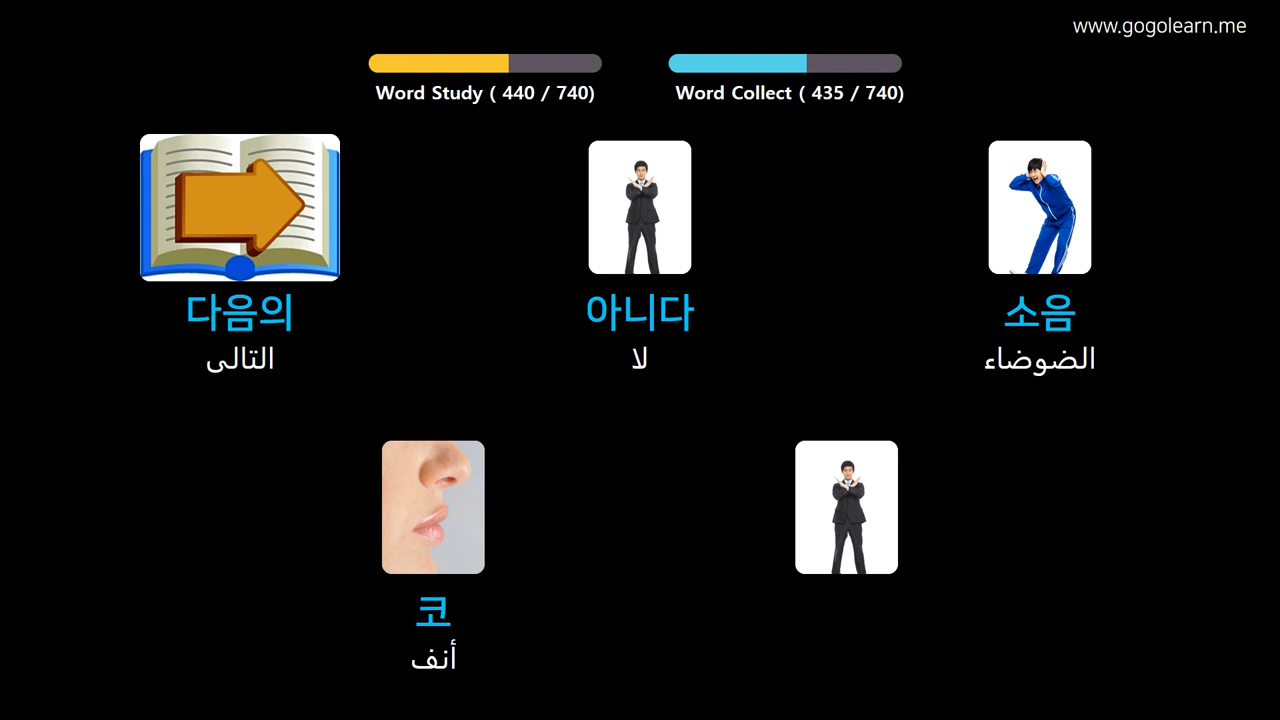 www.gogolearn.me
Word Study ( 440 / 740)
Word Collect ( 435 / 740)
다음의
التالى
아니다
لا
소음
الضوضاء
코
أنف